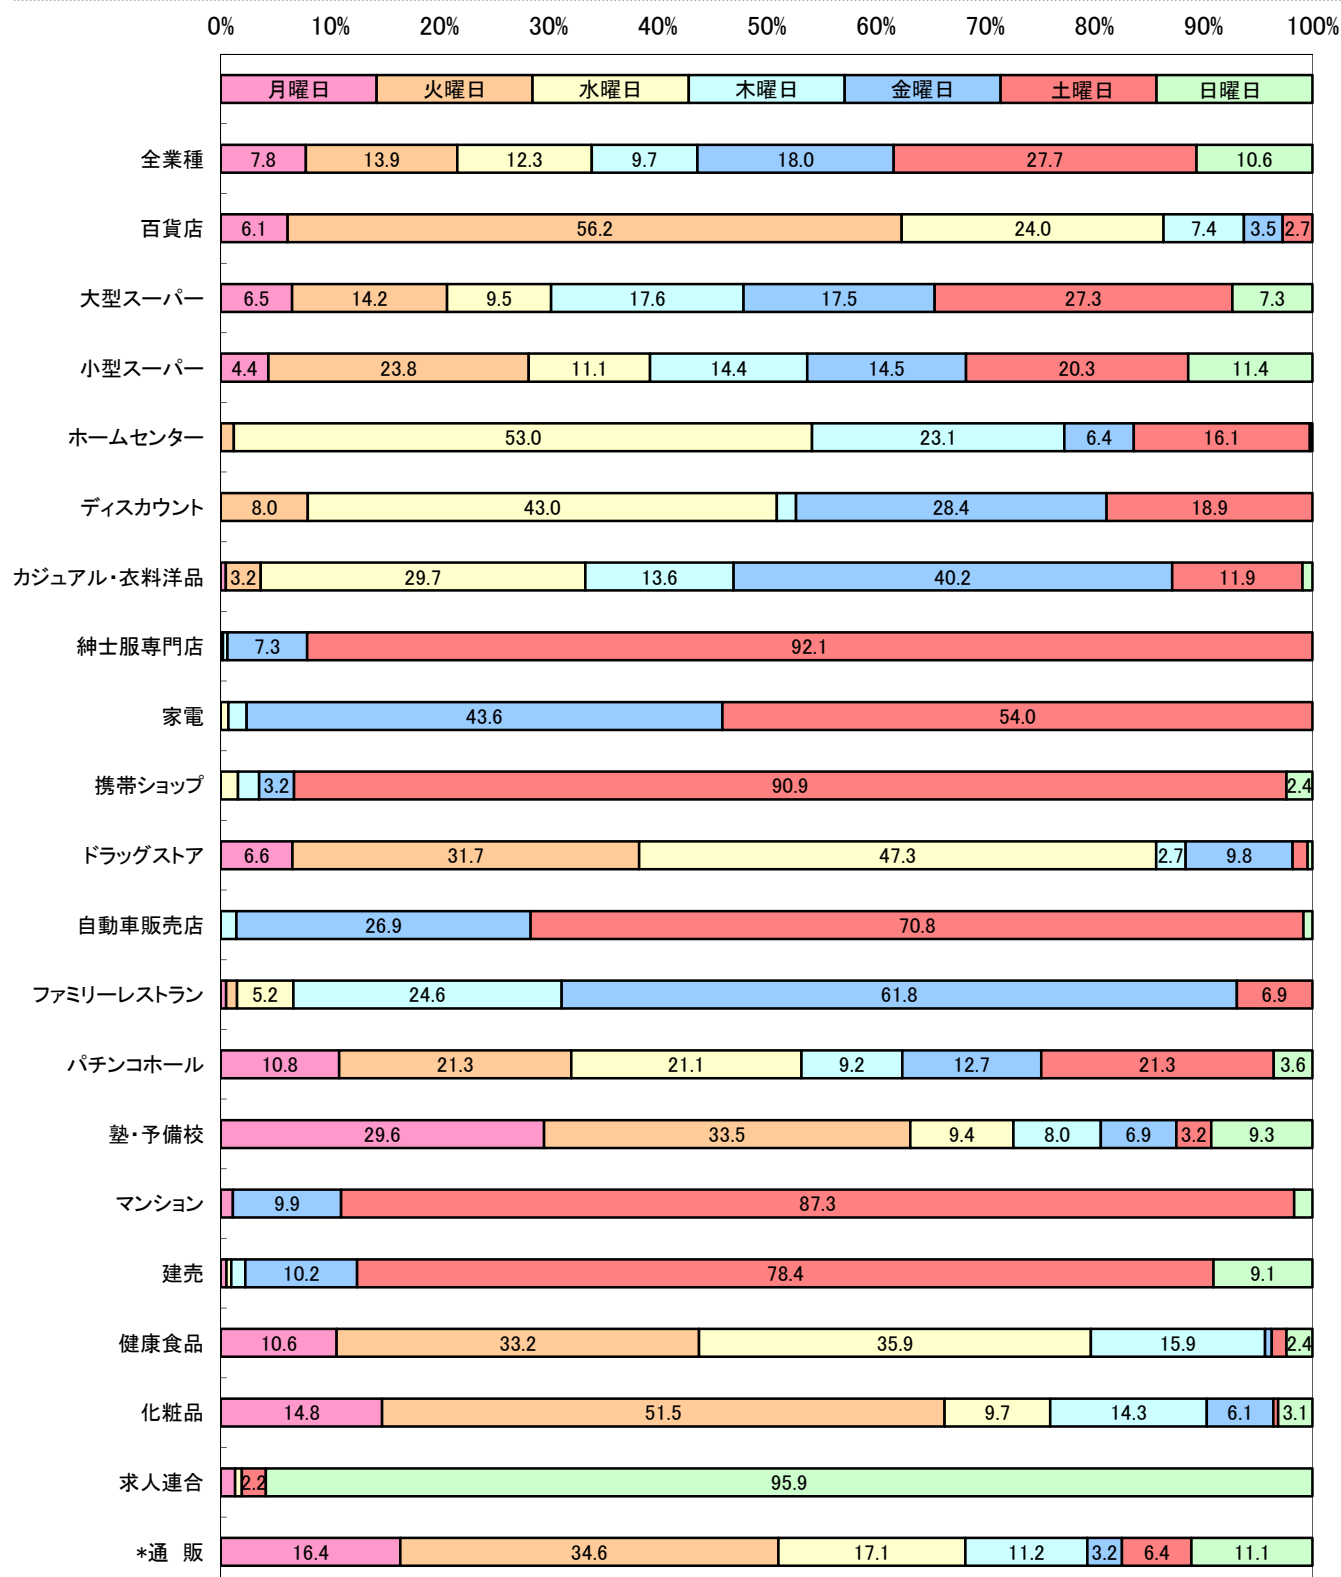 0% 10% 20% 30% 40% 50% 60% 70% 80% 90% 100%
月曜日 火曜日 水曜日 木曜日 金曜日 土曜日 日曜日
全業種 7.8 13.9 12.3 9.7 18.0 27.7 10.6
百貨店 6.1 56.2 24.0 7.4 3.5 2.7
大型スーパー 6.5 14.2 9.5 17.6 17.5 27.3 7.3
小型スーパー 4.4 23.8 11.1 14.4 14.5 20.3 11.4
ホームセンター 53.0 23.1 6.4 16.1
ディスカウント 8.0 43.0 28.4 18.9
カジュアル・衣料洋品 3.2 29.7 13.6 40.2 11.9
紳士服専門店 7.3 92.1
家電 43.6 54.0
携帯ショップ 3.2 90.9 2.4
ドラッグストア 6.6 31.7 47.3 2.7 9.8
自動車販売店 26.9 70.8
ファミリーレストラン 5.2 24.6 61.8 6.9
パチンコホール 10.8 21.3 21.1 9.2 12.7 21.3 3.6
塾・予備校 29.6 33.5 9.4 8.0 6.9 3.2 9.3
マンション 9.9 87.3
建売 10.2 78.4 9.1
健康食品 10.6 33.2 35.9 15.9 2.4
化粧品 14.8 51.5 9.7 14.3 6.1 3.1
求人連合 2.2 95.9
*通　販 16.4 34.6 17.1 11.2 3.2 6.4 11.1